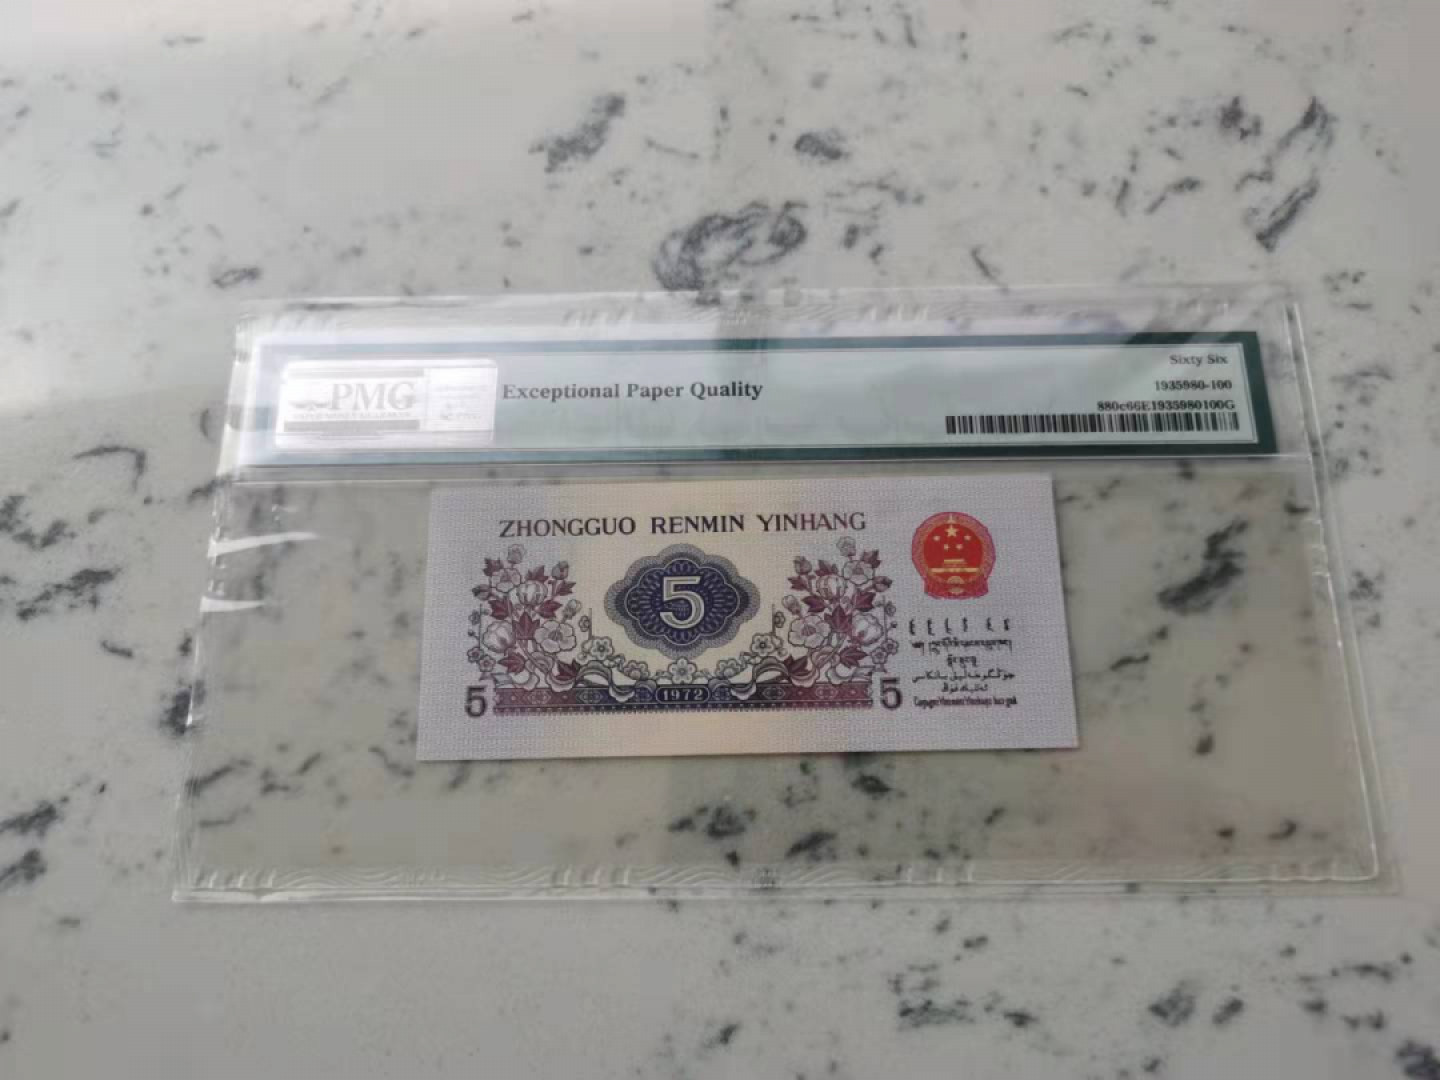 PMG
Exceptional Paper Quality
Sixty Six
1935980-100
880c66E1935980100G
ZHONGGUO RENMIN YINHANG
5
1972
5
5